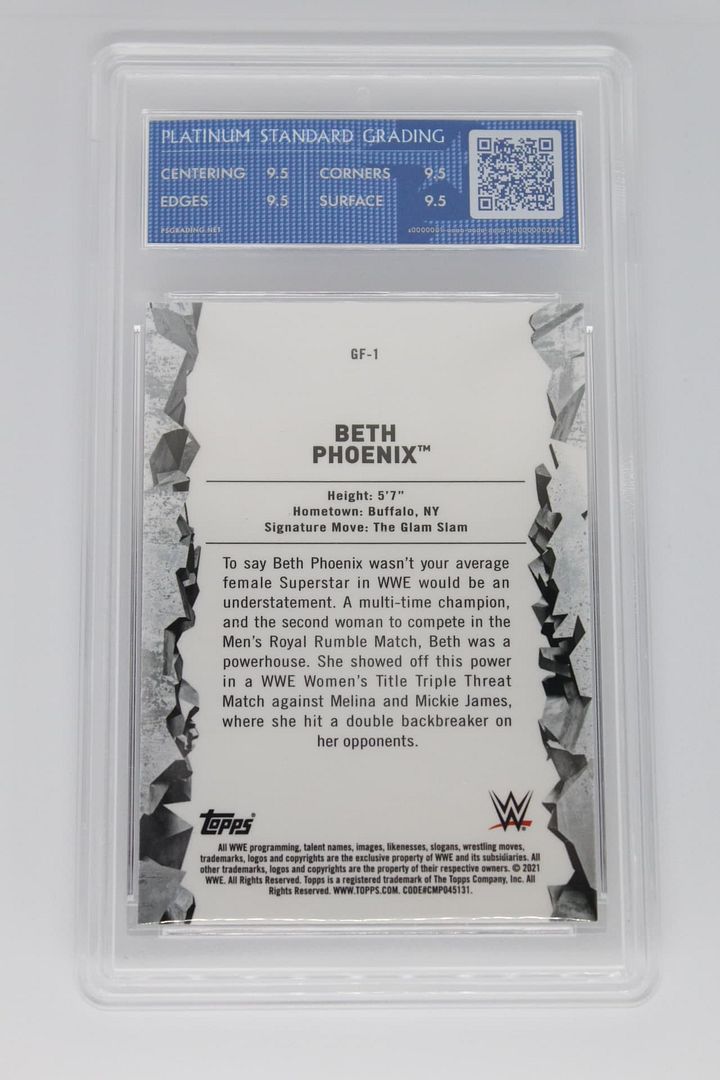 PLATINUM STANDARD GRADING
CENTERING 9.5 CORNERS 9.5
EDGES 9.5 SURFACE 9.5
PSGRADING.NET
GF-1
BETH
PHOENIX™
Height: 5'7"
Hometown: Buffalo, NY
Signature Move: The Glam Slam
To say Beth Phoenix wasn't your average
female Superstar in WWE would be an
understatement. A multi-time champion,
and the second woman to compete in the
Men's Royal Rumble Match, Beth was a
powerhouse. She showed off this power
in a WWE Women's Title Triple Threat
Match against Melina and Mickie James,
where she hit a double backbreaker on
her opponents.
topps®
W
All WWE programming, talent names, images, likenesses, slogans, wrestling moves,
trademarks, logos and copyrights are the exclusive property of WWE and its subsidiaries. All
other trademarks, logos and copyrights are the property of their respective owners. © 2021
WWE. All Rights Reserved. Topps is a registered trademark of The Topps Company, Inc. All
Rights Reserved. WWW.TOPPS.COM. CODE#CMP045131.